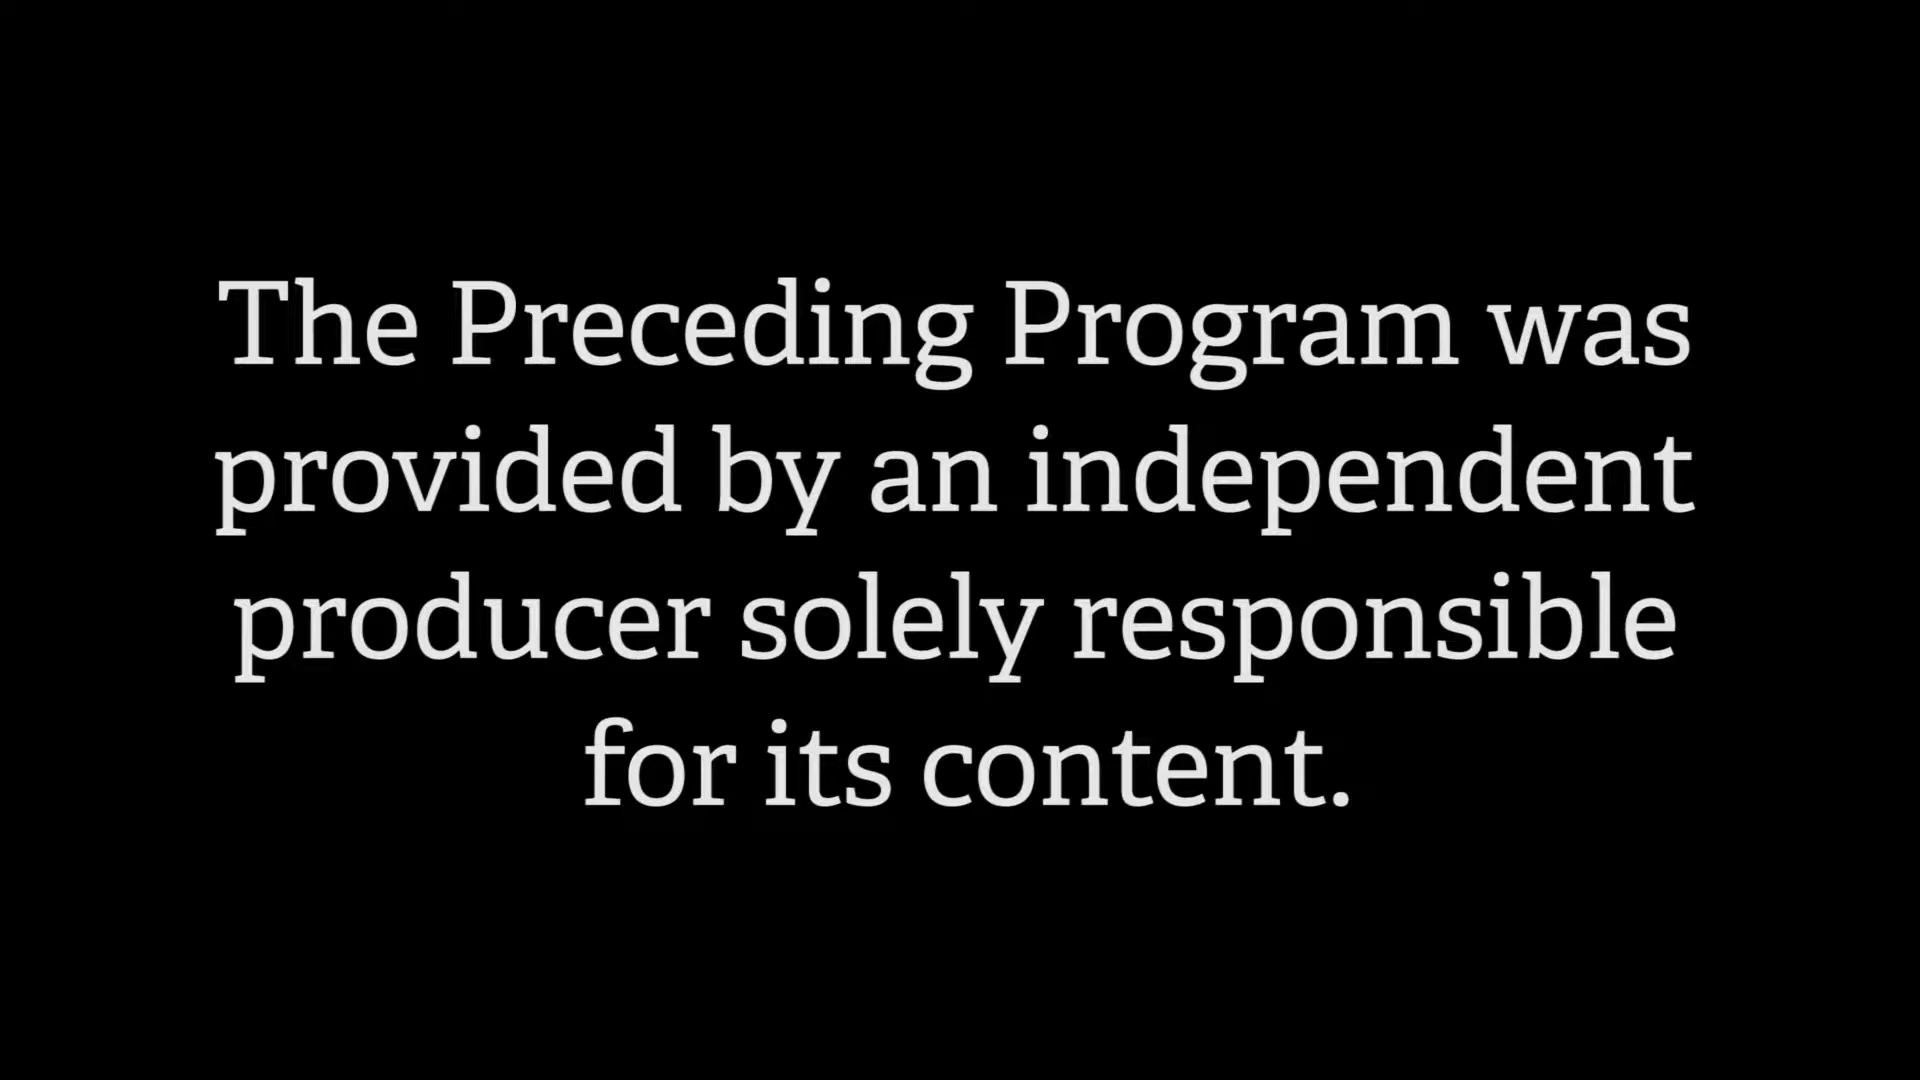 The Preceding Program was
provided by an independent
producer solely responsible
for its content.